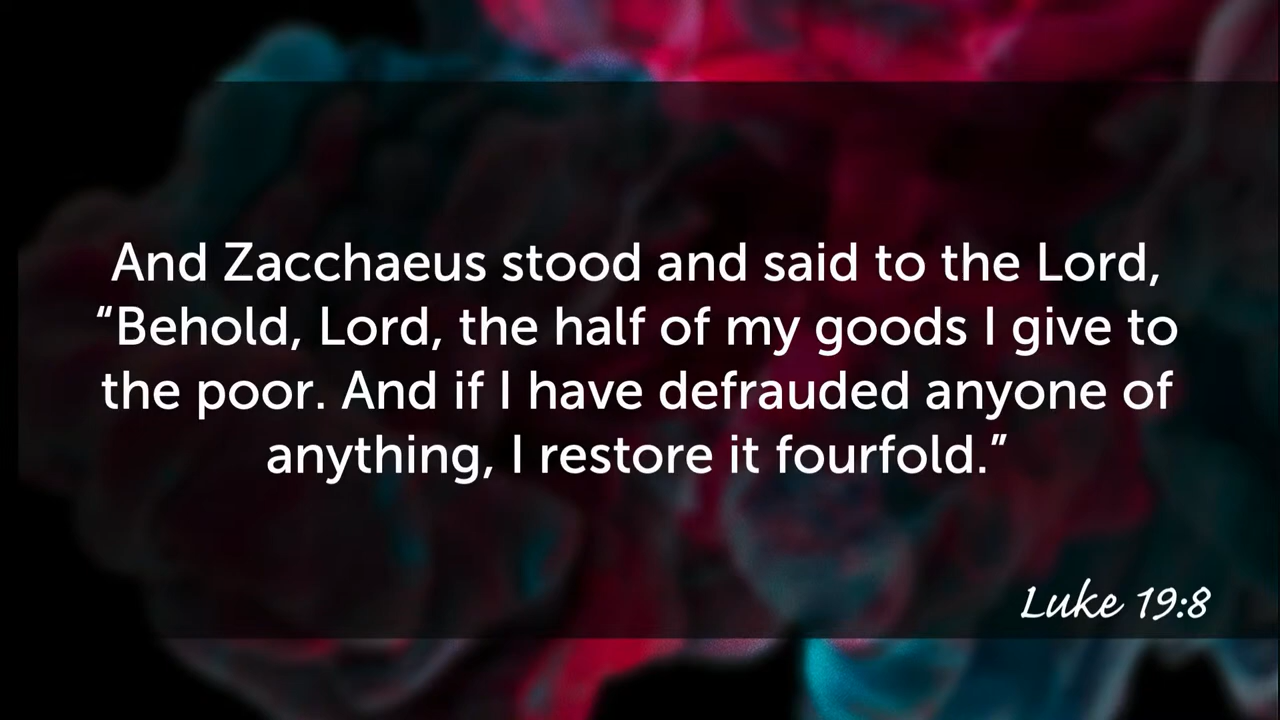 And Zacchaeus stood and said to the Lord,
“Behold, Lord, the half of my goods I give to
the poor. And if I have defrauded anyone of
anything, I restore it fourfold.”
Luke 19:8